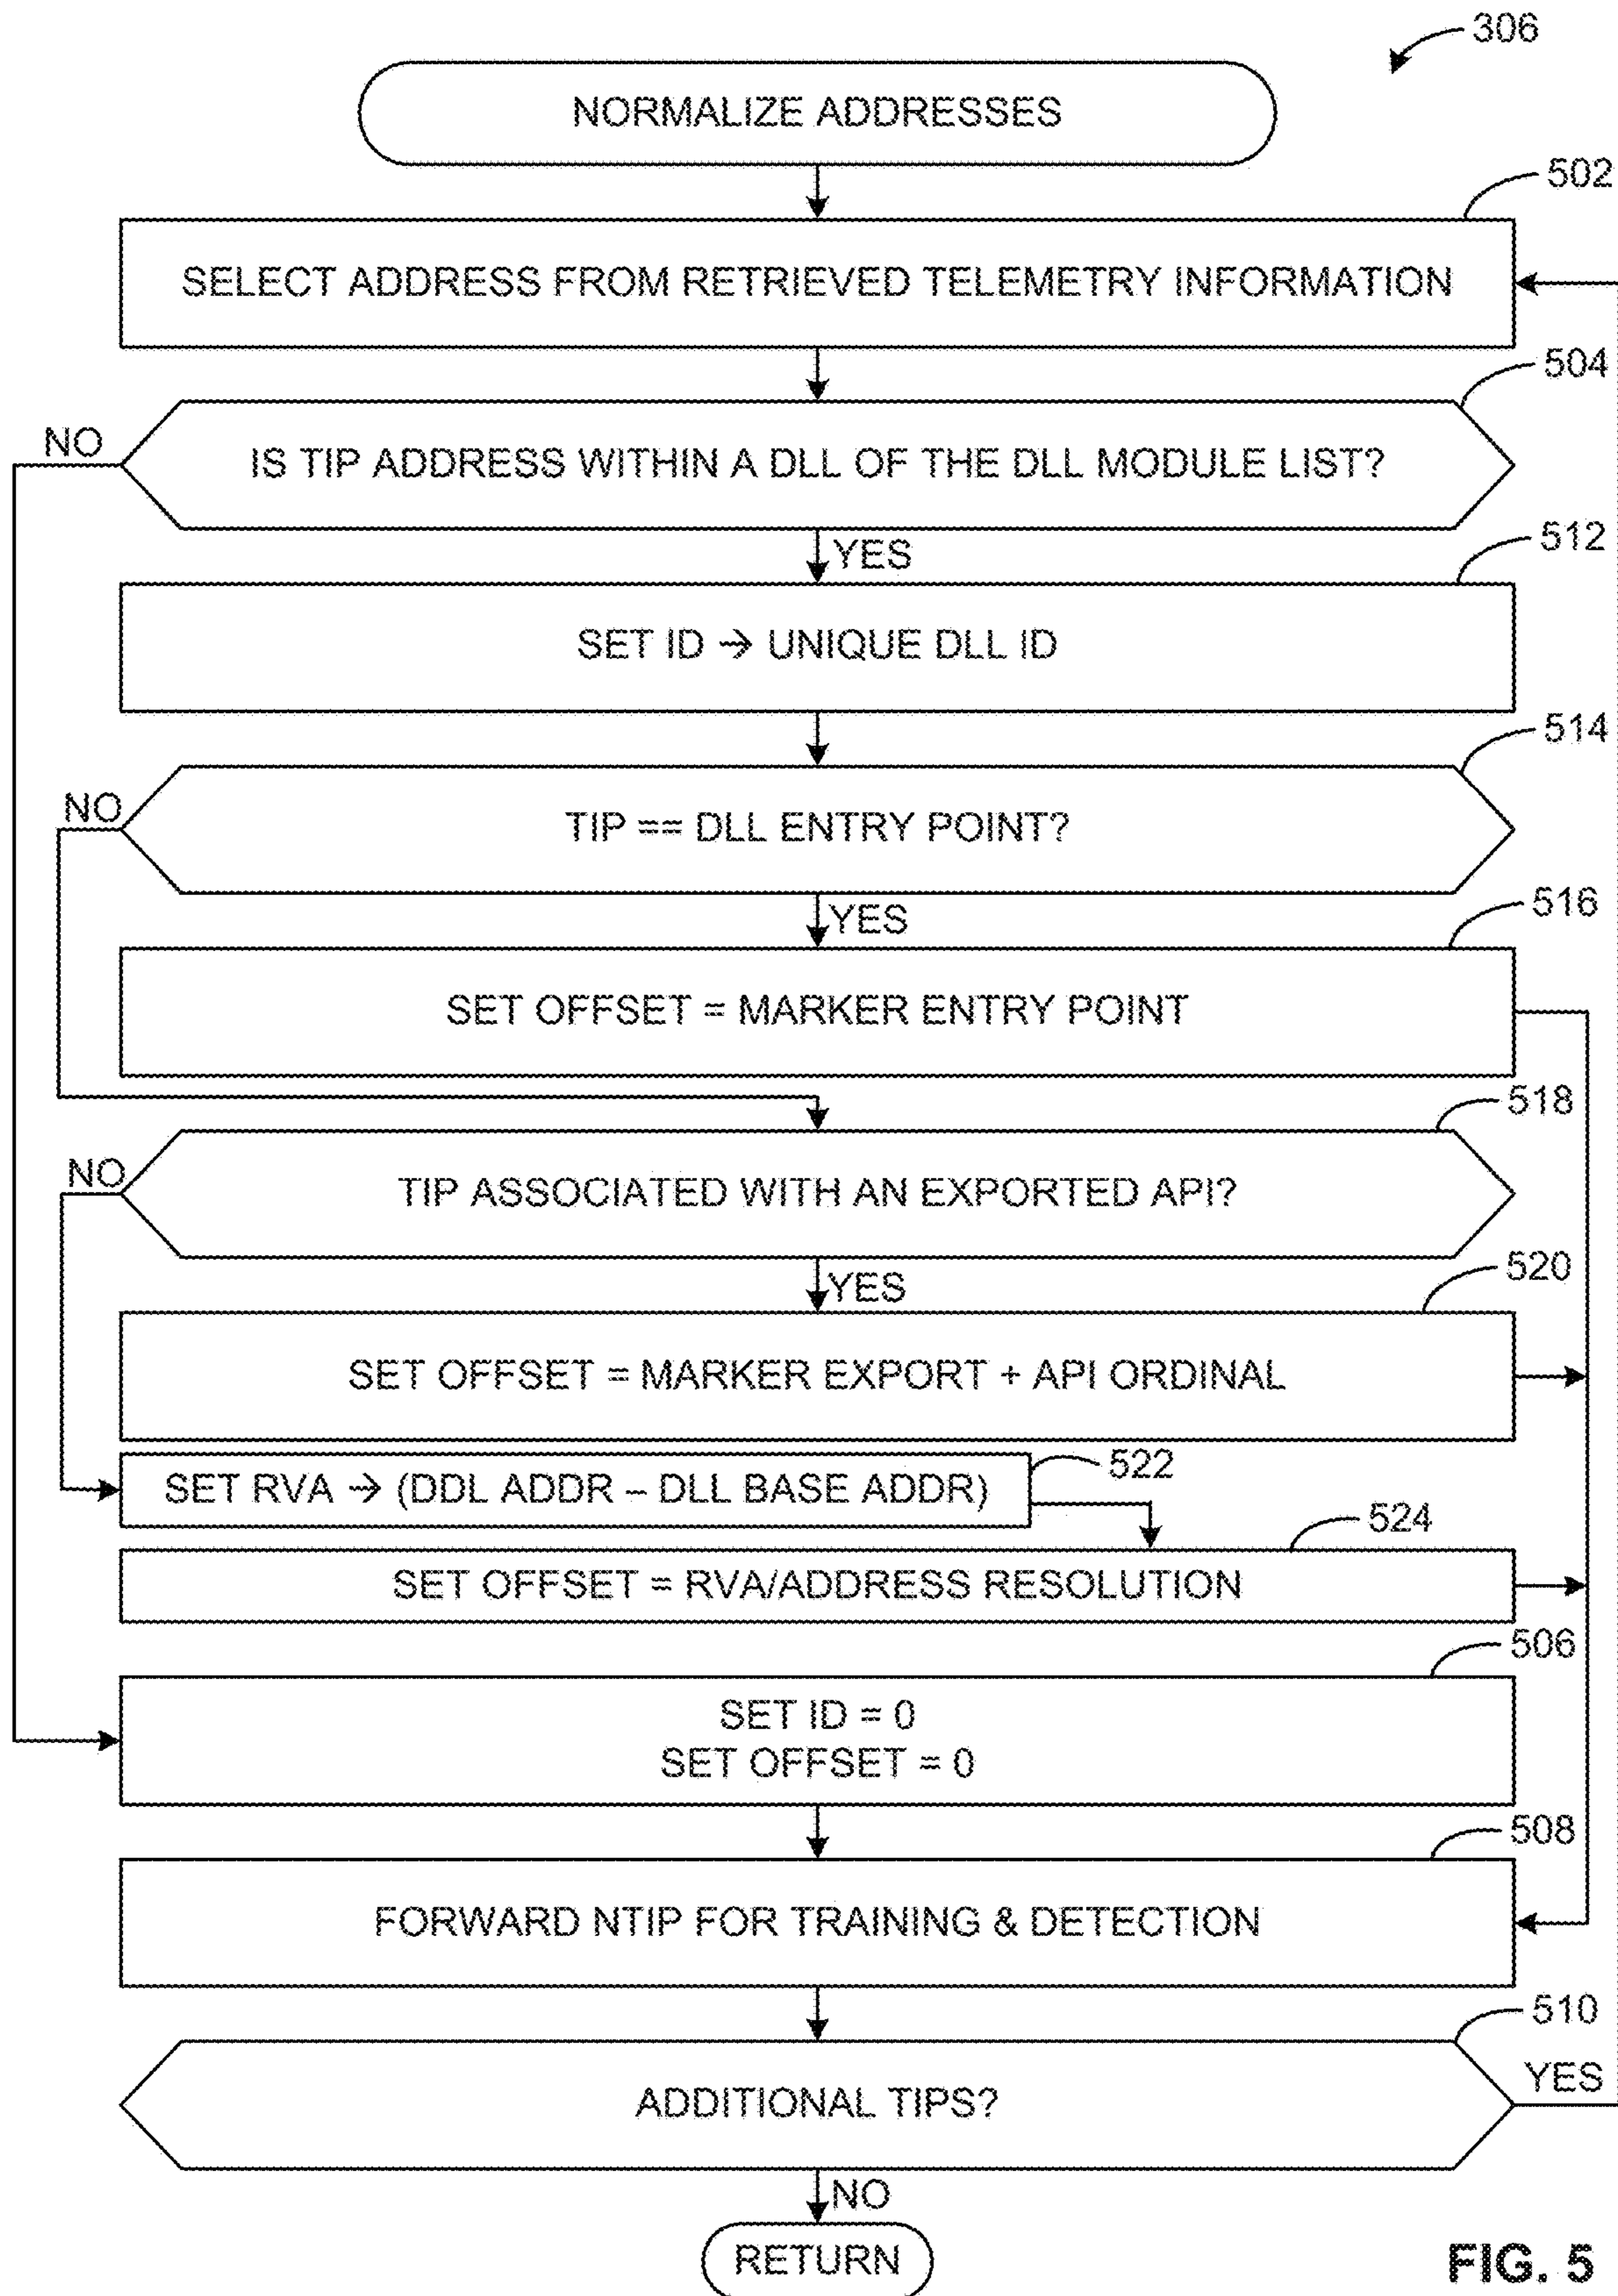 306
NORMALIZE ADDRESSES
502
SELECT ADDRESS FROM RETRIEVED TELEMETRY INFORMATION
504
NO
IS TIP ADDRESS WITHIN A DLL OF THE DLL MODULE LIST?
YES
512
SET ID → UNIQUE DLL ID
514
NO
TIP == DLL ENTRY POINT?
YES
516
SET OFFSET = MARKER ENTRY POINT
518
NO
TIP ASSOCIATED WITH AN EXPORTED API?
YES
520
SET OFFSET = MARKER EXPORT + API ORDINAL
522
SET RVA → (DDL ADDR – DLL BASE ADDR)
524
SET OFFSET = RVA/ADDRESS RESOLUTION
506
SET ID = 0
SET OFFSET = 0
508
FORWARD NTIP FOR TRAINING & DETECTION
510
ADDITIONAL TIPS?
YES
NO
RETURN
FIG. 5